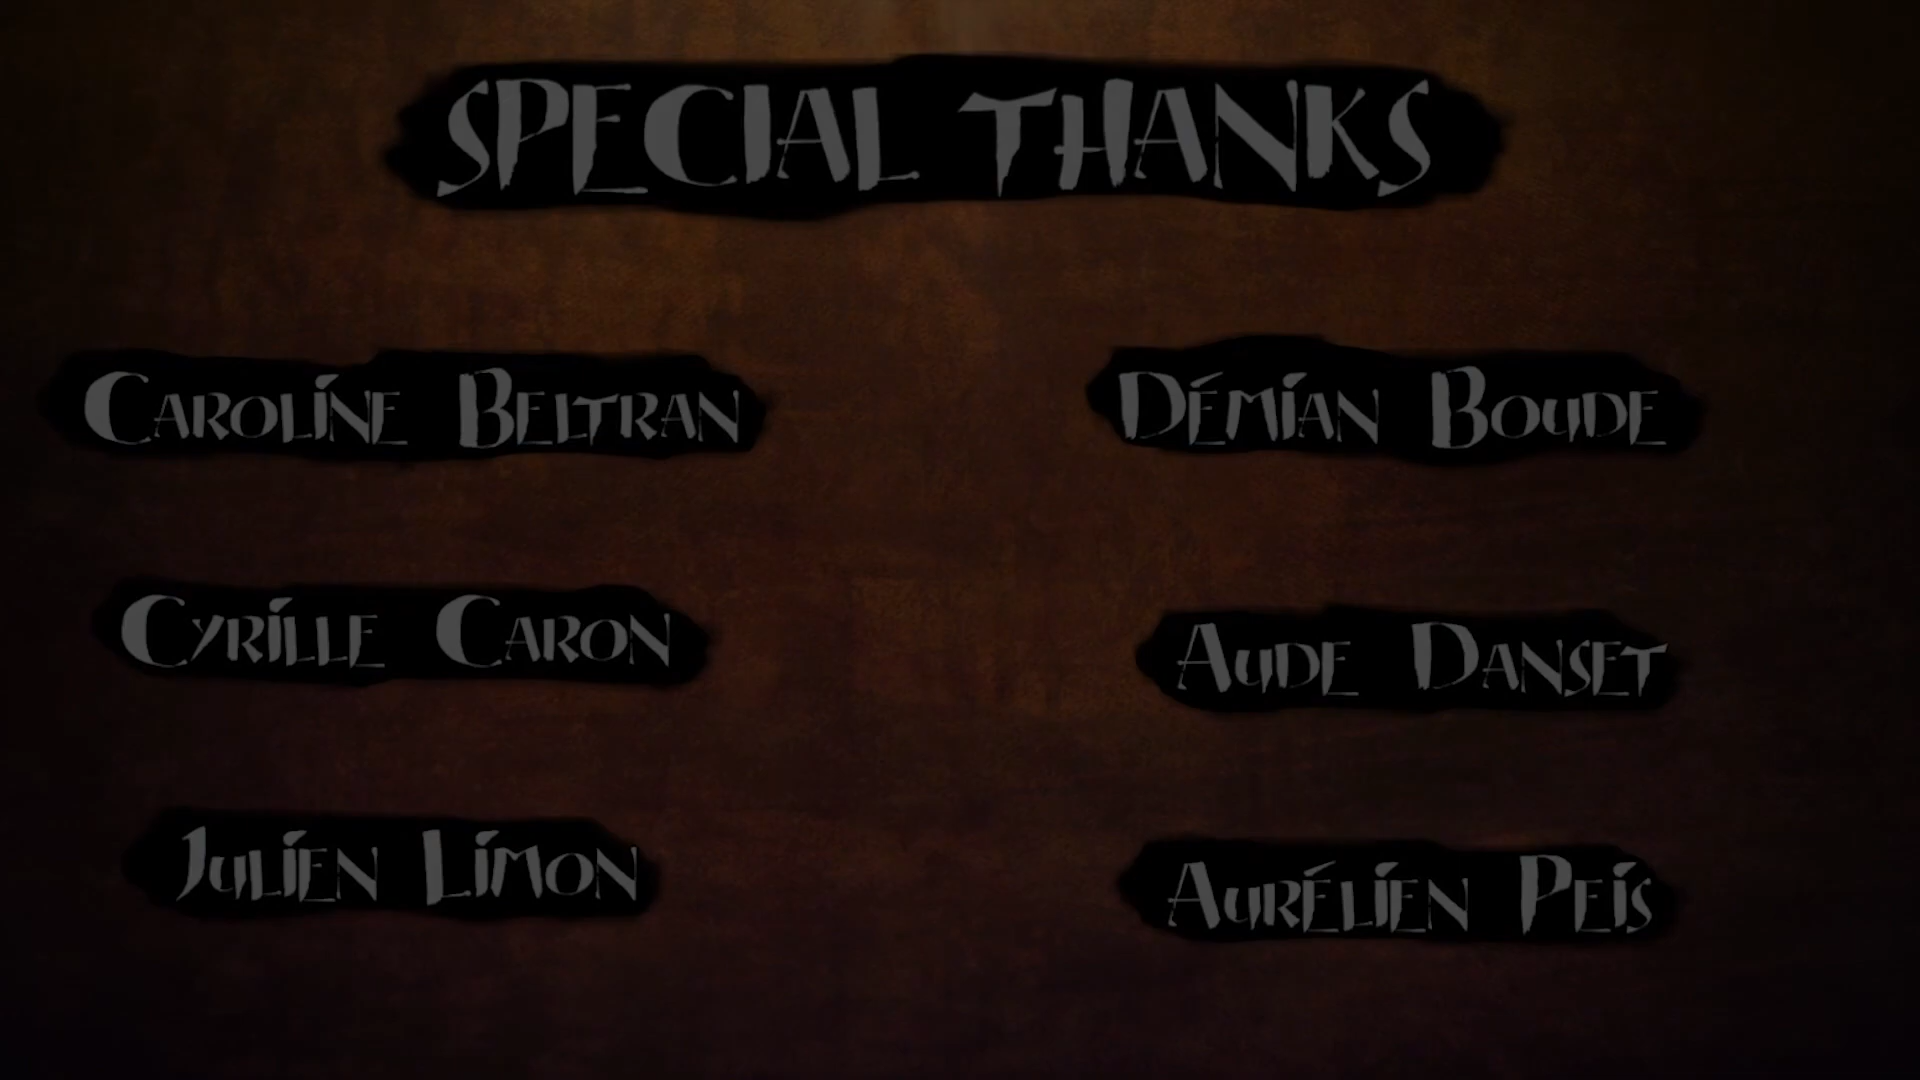 SPECIAL THANKS
CAROLINE BELTRAN
DÉMIAN BOUDE
CYRILLE CARON
AUDE DANSET
JULIEN LIMON
AURÉLIEN PEIS